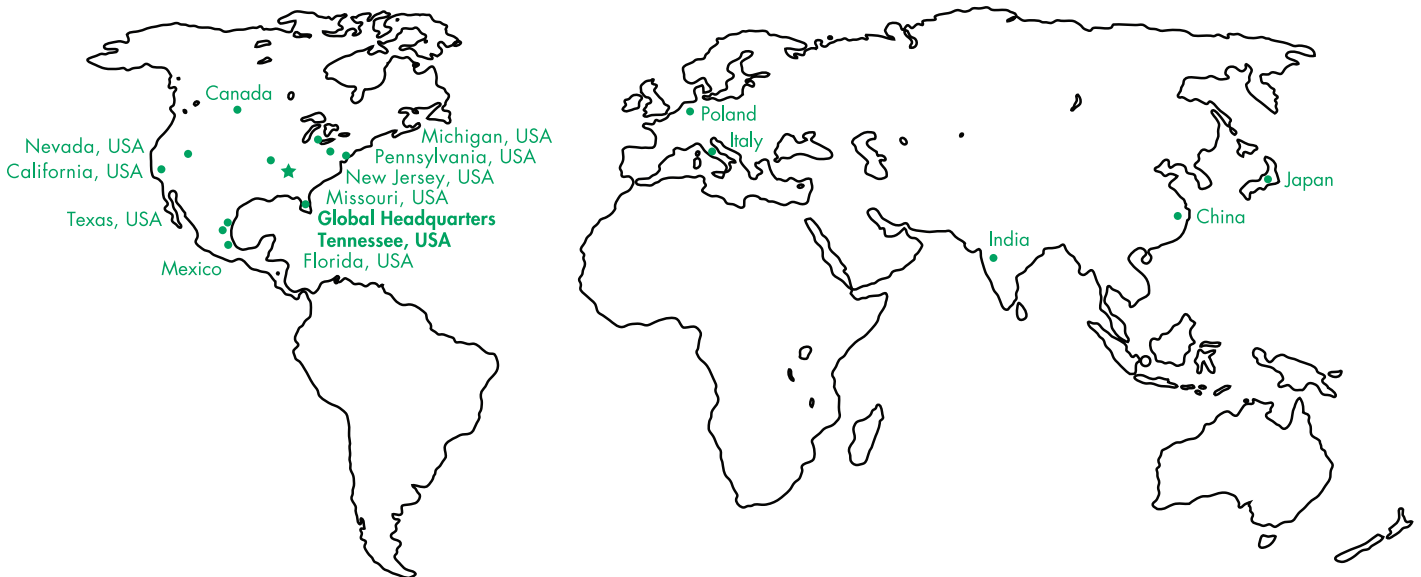 Canada
Nevada, USA
California, USA
Texas, USA
Mexico
Michigan, USA
Pennsylvania, USA
New Jersey, USA
Missouri, USA
Global Headquarters
Tennessee, USA
Florida, USA
Poland
Italy
India
China
Japan